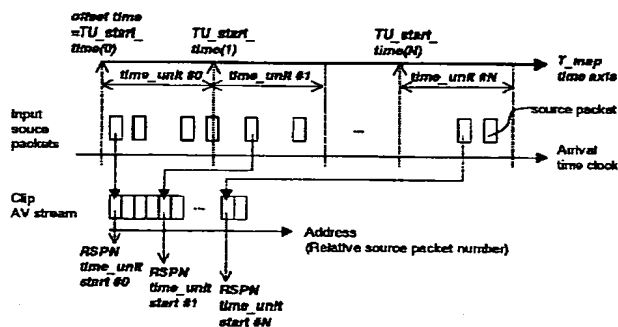 offset time
=TU_start_
time(0)
TU_start_
time(1)
TU_start_
time(N)
T_map
time axis
time_unit #0
time_unit #1
time_unit #N
Input
souce
packets
source packet
Arrival
time clock
Clip
AV stream
Address
(Relative source packet number)
RSPN
time_unit
start #0
RSPN
time_unit
start #1
RSPN
time_unit
start #N